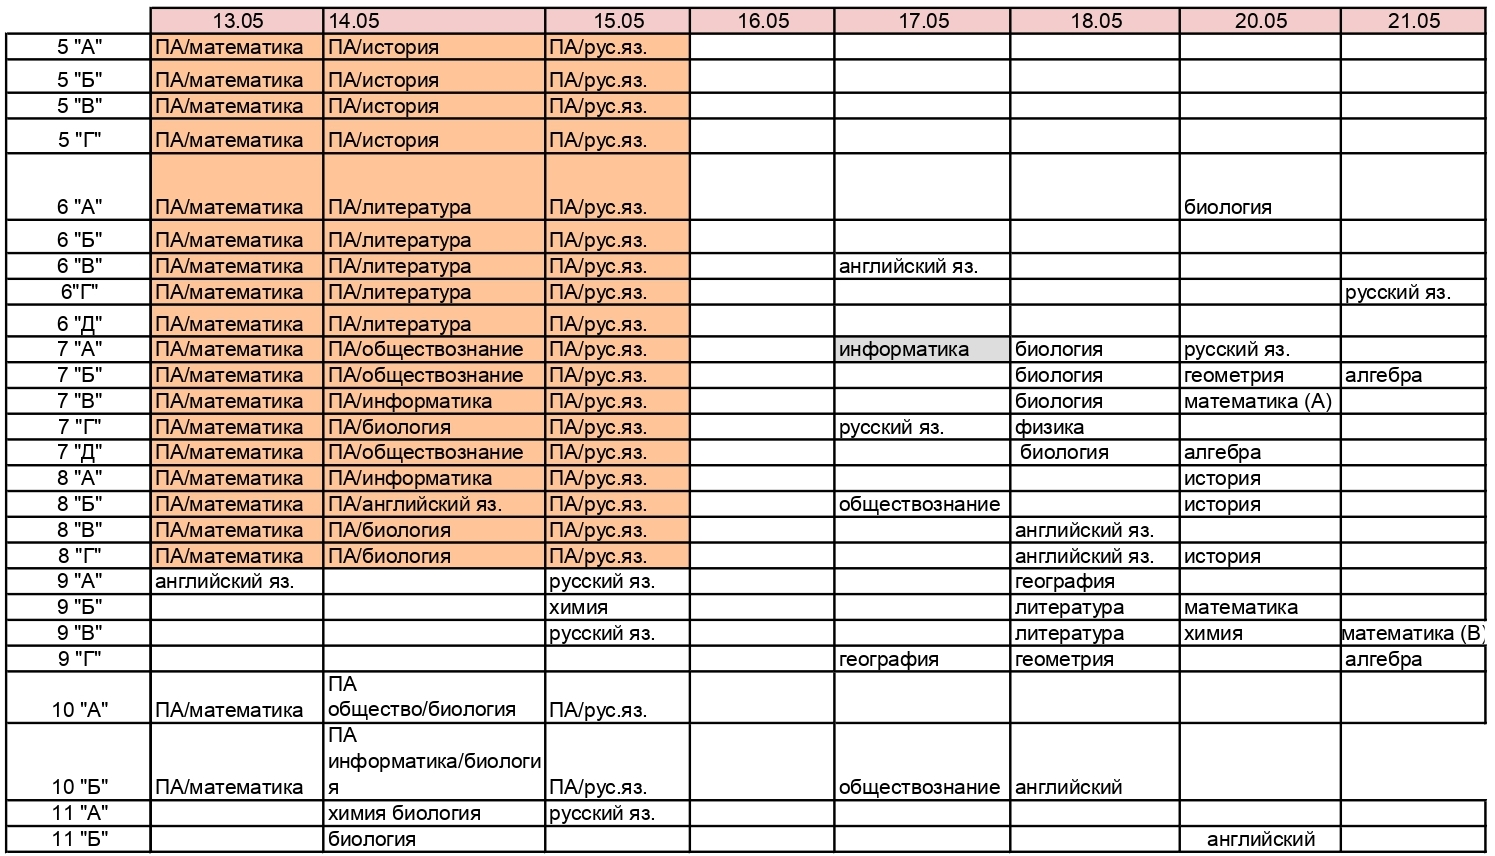 13.05 14.05 15.05 16.05 17.05 18.05 20.05 21.05
5 "А" ПА/математика ПА/история ПА/рус.яз.
5 "Б" ПА/математика ПА/история ПА/рус.яз.
5 "В" ПА/математика ПА/история ПА/рус.яз.
5 "Г" ПА/математика ПА/история ПА/рус.яз.
6 "А" ПА/математика ПА/литература ПА/рус.яз. биология
6 "Б" ПА/математика ПА/литература ПА/рус.яз.
6 "В" ПА/математика ПА/литература ПА/рус.яз. английский яз.
6"Г" ПА/математика ПА/литература ПА/рус.яз. русский яз.
6 "Д" ПА/математика ПА/литература ПА/рус.яз.
7 "А" ПА/математика ПА/обществознание ПА/рус.яз. информатика биология русский яз.
7 "Б" ПА/математика ПА/обществознание ПА/рус.яз. биология геометрия алгебра
7 "В" ПА/математика ПА/информатика ПА/рус.яз. биология математика (А)
7 "Г" ПА/математика ПА/биология ПА/рус.яз. русский яз. физика
7 "Д" ПА/математика ПА/обществознание ПА/рус.яз. биология алгебра
8 "А" ПА/математика ПА/информатика ПА/рус.яз. история
8 "Б" ПА/математика ПА/английский яз. ПА/рус.яз. обществознание история
8 "В" ПА/математика ПА/биология ПА/рус.яз. английский яз.
8 "Г" ПА/математика ПА/биология ПА/рус.яз. английский яз. история
9 "А" английский яз. русский яз. география
9 "Б" химия литература математика
9 "В" русский яз. литература химия математика (В)
9 "Г" география геометрия алгебра
ПА
10 "А" ПА/математика общество/биология ПА/рус.яз.
ПА
информатика/биологи
10 "Б" ПА/математика я ПА/рус.яз. обществознание английский
11 "А" химия биология русский яз.
11 "Б" биология английский